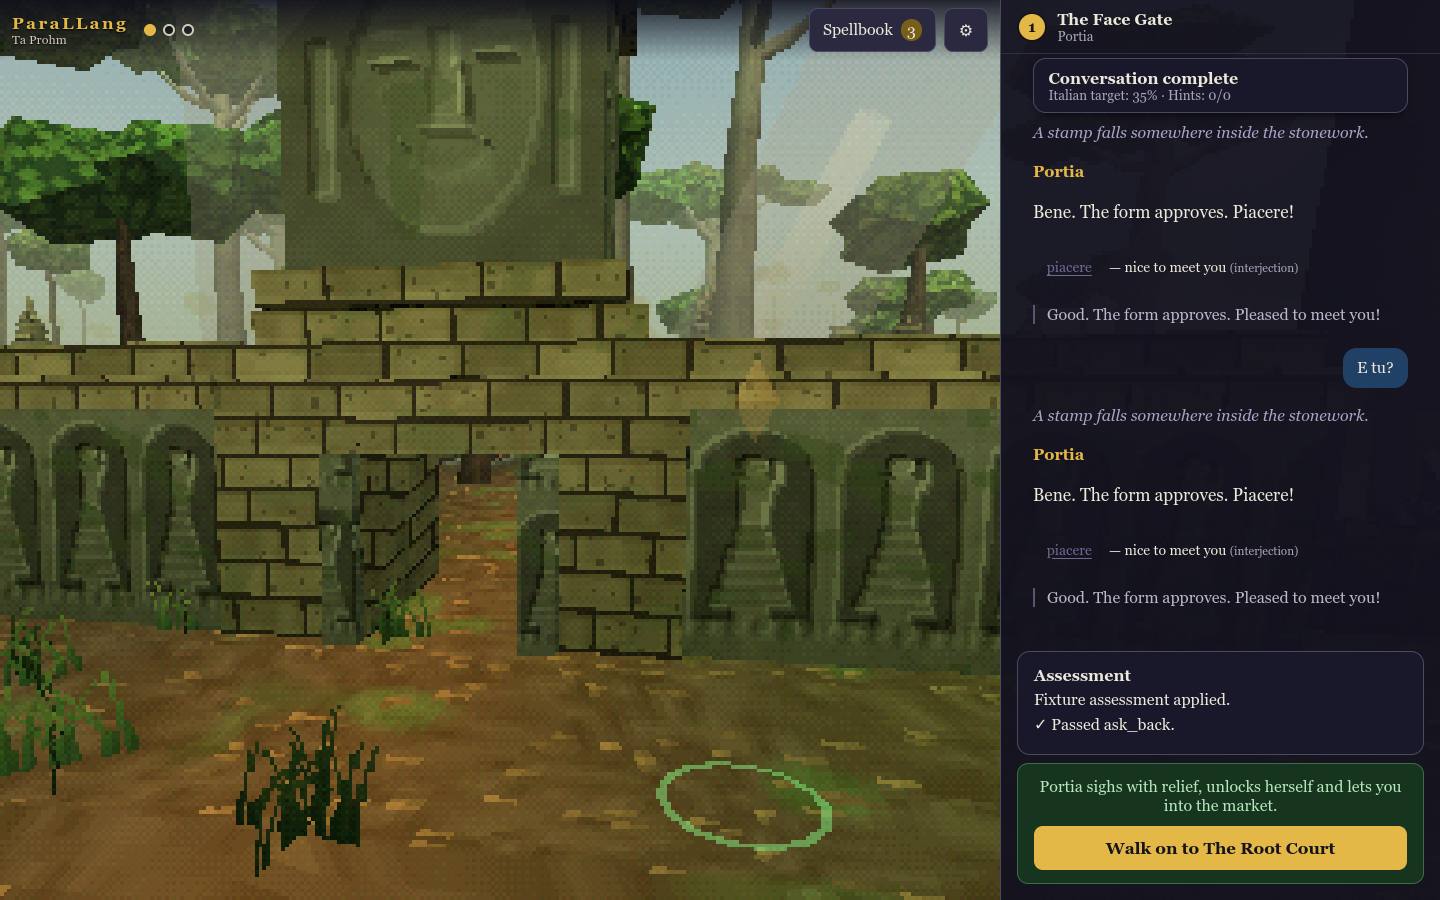 ParaLLang
Ta Prohm
Spellbook 3
1
The Face Gate
Portia
Conversation complete
Italian target: 35% · Hints: 0/0
A stamp falls somewhere inside the stonework.
Portia
Bene. The form approves. Piacere!
piacere — nice to meet you (interjection)
Good. The form approves. Pleased to meet you!
E tu?
A stamp falls somewhere inside the stonework.
Portia
Bene. The form approves. Piacere!
piacere — nice to meet you (interjection)
Good. The form approves. Pleased to meet you!
Assessment
Fixture assessment applied.
✓ Passed ask_back.
Portia sighs with relief, unlocks herself and lets you
into the market.
Walk on to The Root Court